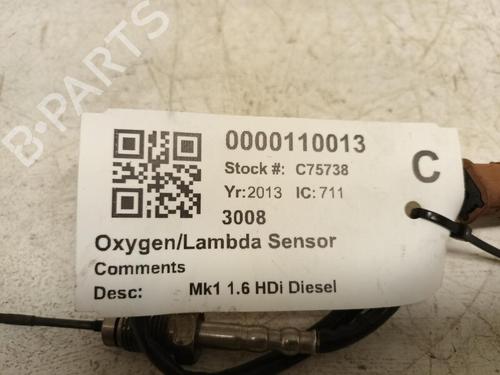 B-PARTS
0000110013
Stock #: C75738
C
Yr: 2013 IC: 711
3008
Oxygen/Lambda Sensor
Comments
Desc: Mk1 1.6 HDi Diesel